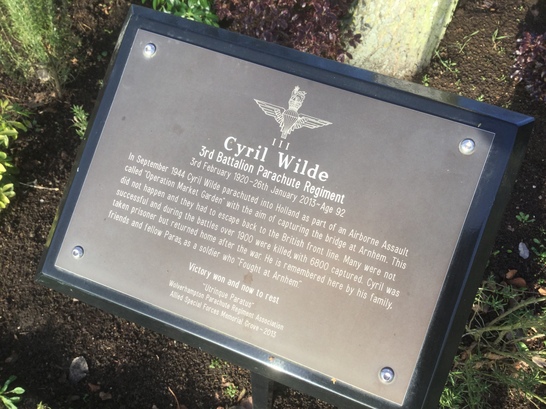 III
Cyril Wilde
3rd Battalion Parachute Regiment
3rd February 1920-26th January 2013-Age 92
In September 1944 Cyril Wilde parachuted into Holland as part of an Airborne Assault
called "Operation Market Garden" with the aim of capturing the bridge at Arnhem. This
did not happen and they had to escape back to the British front line. Many were not
successful and during the battles over 1900 were killed, with 6800 captured. Cyril was
taken prisoner but returned home after the war. He is remembered here by his family,
friends and fellow Paras, as a soldier who "Fought at Arnhem"
Victory won and now to rest
"Utrinque Paratus"
Wolverhampton Parachute Regiment Association
Allied Special Forces Memorial Grove-2013